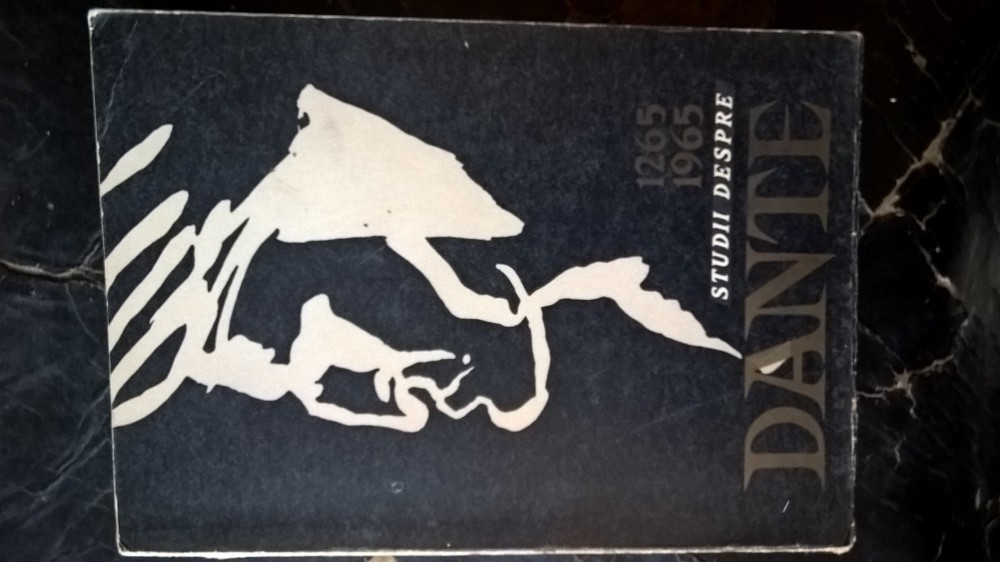 1265
1965
STUDII DESPRE
DANTE